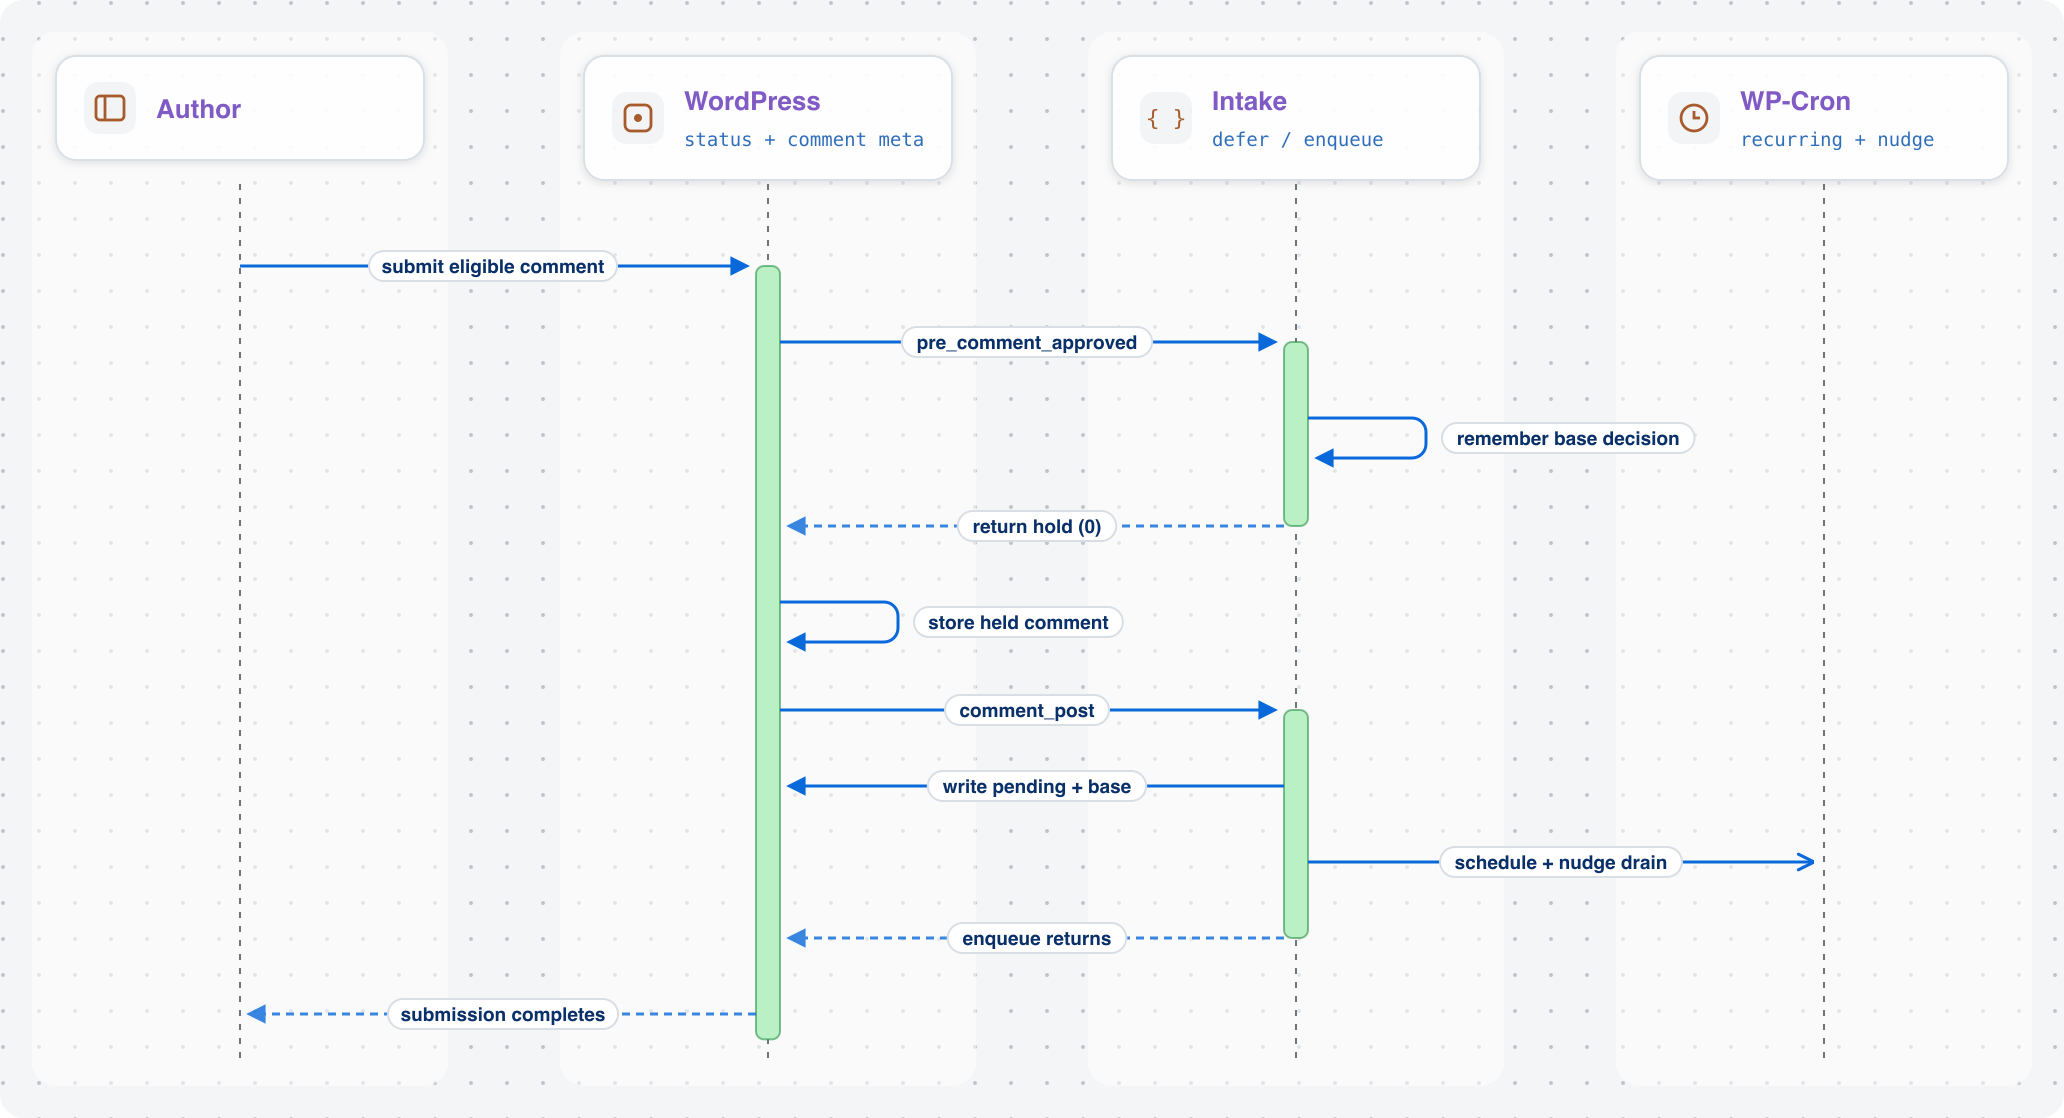 Author
WordPress
status + comment meta
{ }
Intake
defer / enqueue
WP-Cron
recurring + nudge
submit eligible comment
pre_comment_approved
remember base decision
return hold (0)
store held comment
comment_post
write pending + base
schedule + nudge drain
enqueue returns
submission completes